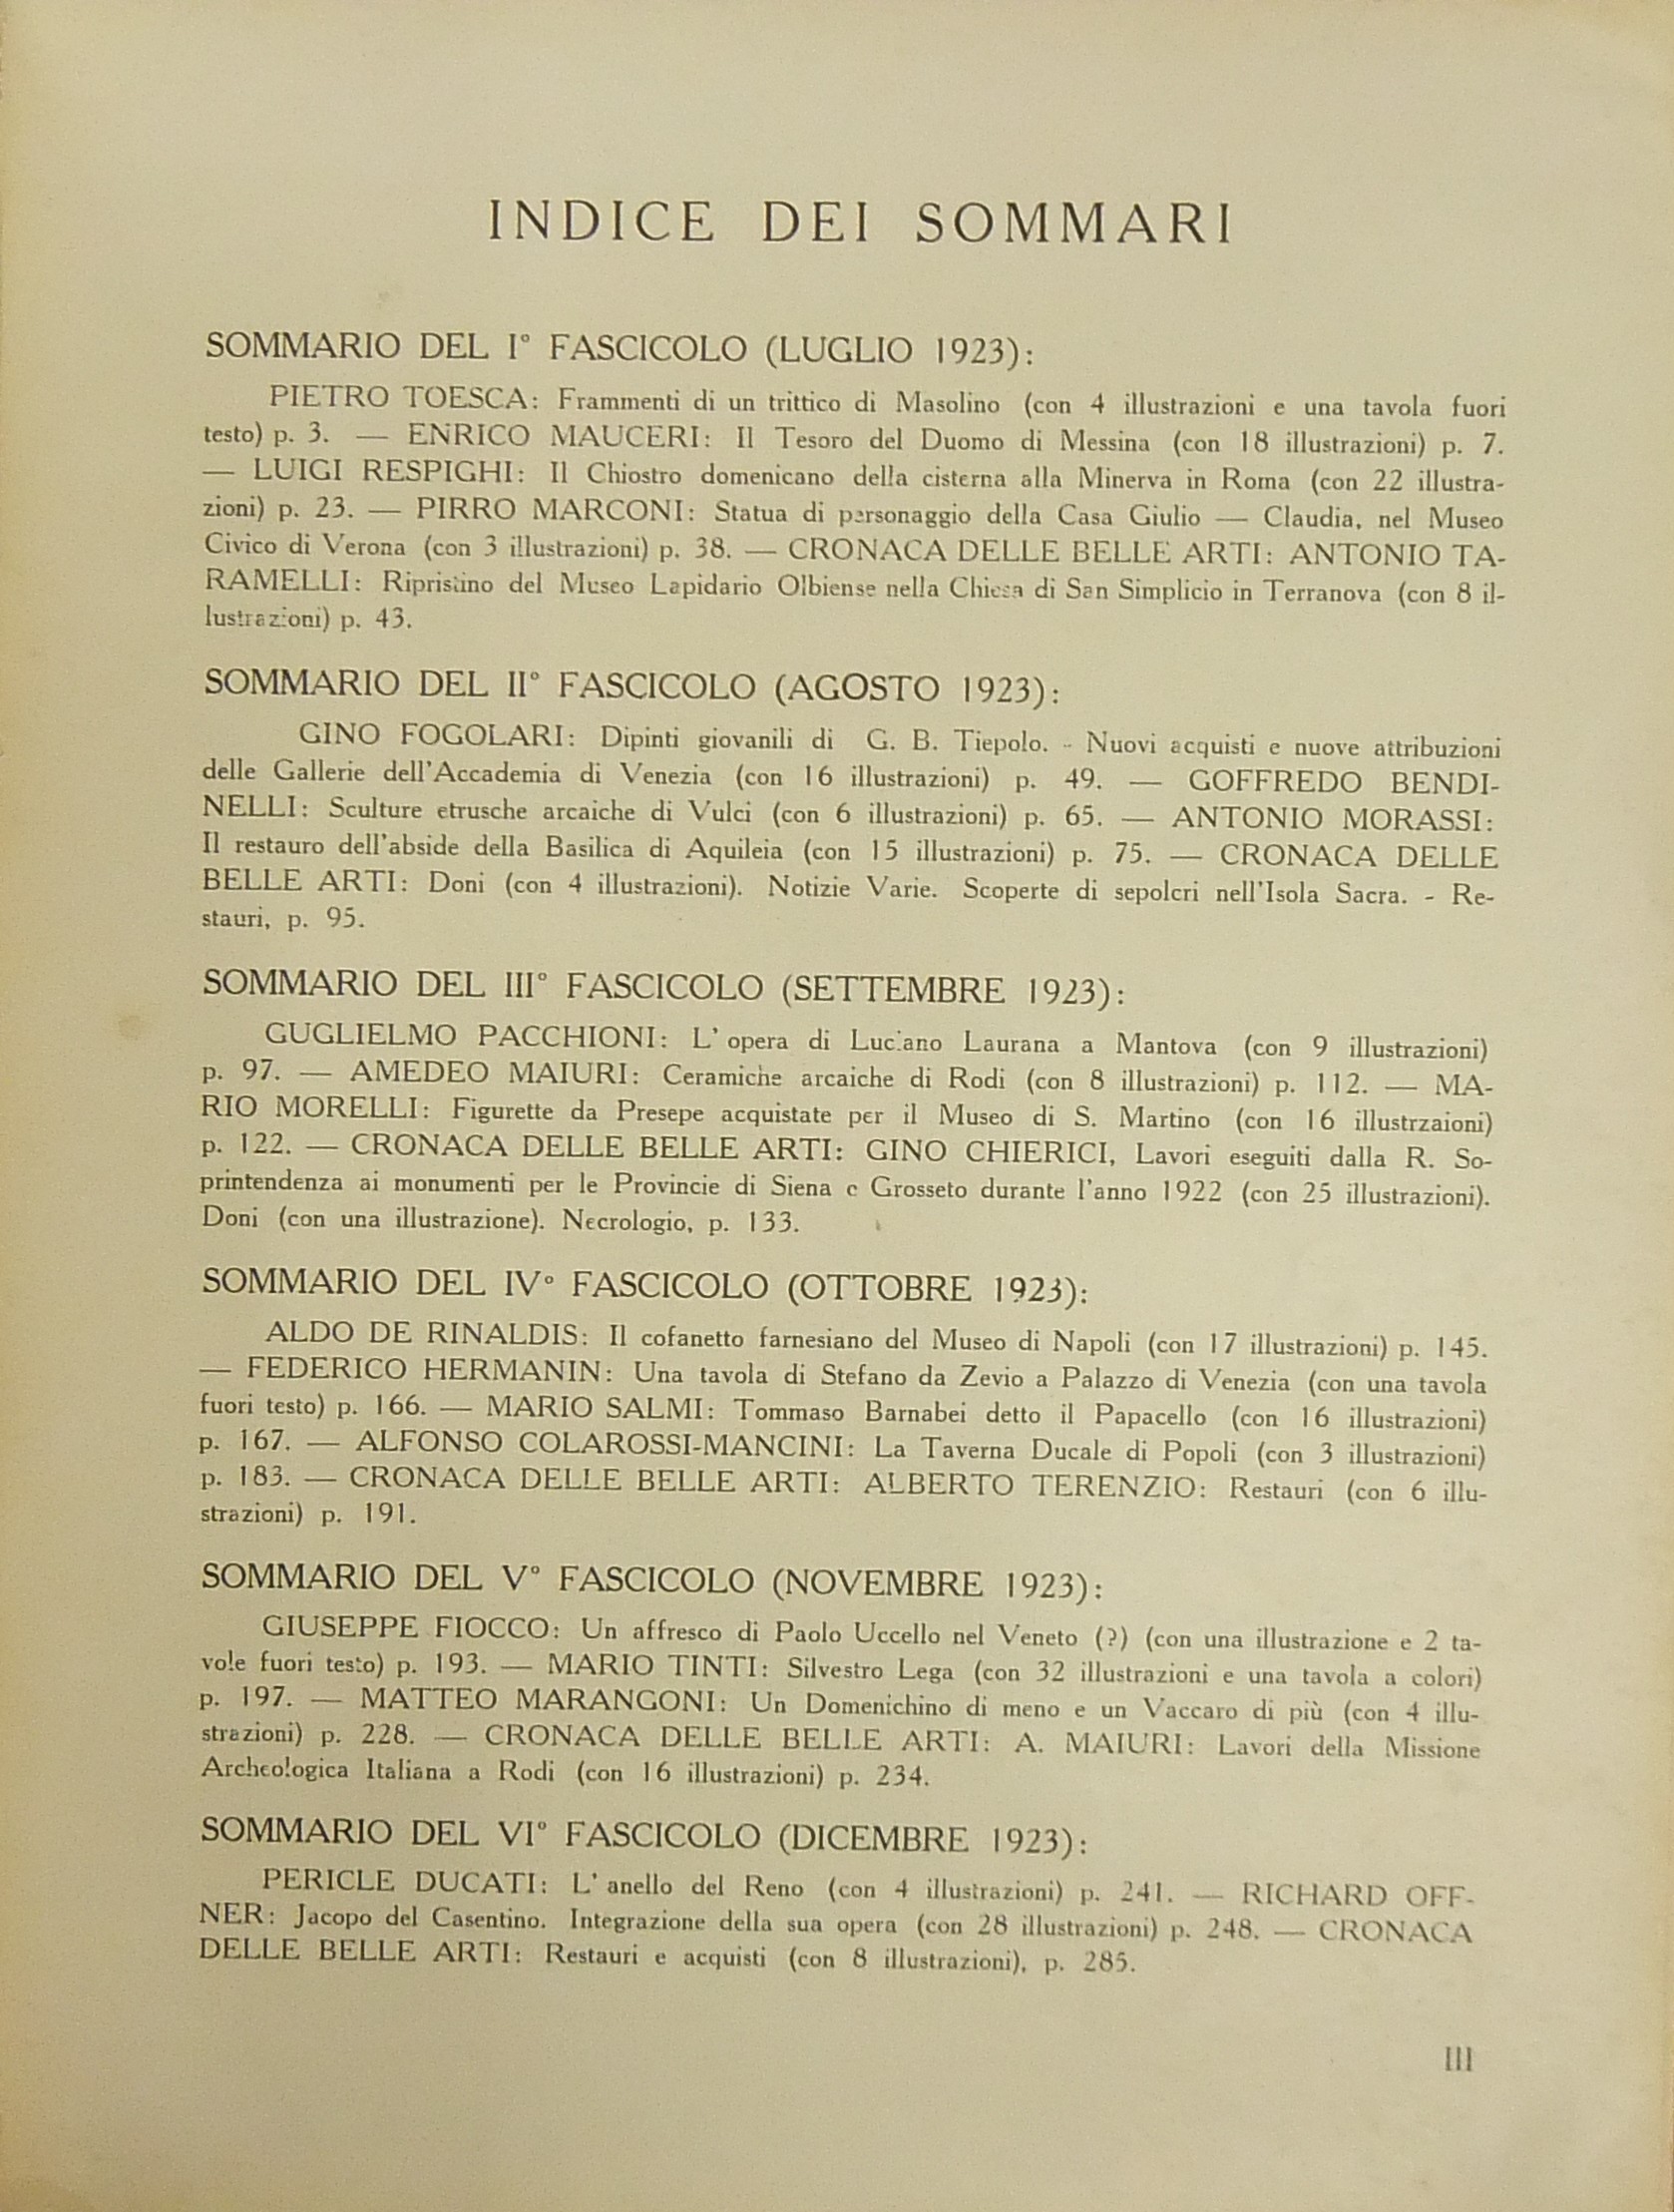 INDICE DEI SOMMARI
SOMMARIO DEL I° FASCICOLO (LUGLIO 1923):
PIETRO TOESCA: Frammenti di un trittico di Masolino (con 4 illustrazioni e una tavola fuori
testo) p. 3. — ENRICO MAUCERI: Il Tesoro del Duomo di Messina (con 18 illustrazioni) p. 7.
— LUIGI RESPIGHI: Il Chiostro domenicano della cisterna alla Minerva in Roma (con 22 illustra-
zioni) p. 23. — PIRRO MARCONI: Statua di personaggio della Casa Giulio — Claudia, nel Museo
Civico di Verona (con 3 illustrazioni) p. 38. — CRONACA DELLE BELLE ARTI: ANTONIO TA-
RAMELLI: Ripristino del Museo Lapidario Olbiense nella Chiesa di San Simplicio in Terranova (con 8 il-
lustrazioni) p. 43.
SOMMARIO DEL II° FASCICOLO (AGOSTO 1923):
GINO FOGOLARI: Dipinti giovanili di G. B. Tiepolo. - Nuovi acquisti e nuove attribuzioni
delle Gallerie dell'Accademia di Venezia (con 16 illustrazioni) p. 49. — GOFFREDO BENDI-
NELLI: Sculture etrusche arcaiche di Vulci (con 6 illustrazioni) p. 65. — ANTONIO MORASSI:
Il restauro dell'abside della Basilica di Aquileia (con 15 illustrazioni) p. 75. — CRONACA DELLE
BELLE ARTI: Doni (con 4 illustrazioni). Notizie Varie. Scoperte di sepolcri nell'Isola Sacra. - Re-
stauri, p. 95.
SOMMARIO DEL III° FASCICOLO (SETTEMBRE 1923):
GUGLIELMO PACCHIONI: L' opera di Luciano Laurana a Mantova (con 9 illustrazioni)
p. 97. — AMEDEO MAIURI: Ceramiche arcaiche di Rodi (con 8 illustrazioni) p. 112. — MA-
RIO MORELLI: Figurette da Presepe acquistate per il Museo di S. Martino (con 16 illustrzaioni)
p. 122. — CRONACA DELLE BELLE ARTI: GINO CHIERICI, Lavori eseguiti dalla R. So-
printendenza ai monumenti per le Provincie di Siena e Grosseto durante l'anno 1922 (con 25 illustrazioni).
Doni (con una illustrazione). Necrologio, p. 133.
SOMMARIO DEL IV° FASCICOLO (OTTOBRE 1923):
ALDO DE RINALDIS: Il cofanetto farnesiano del Museo di Napoli (con 17 illustrazioni) p. 145.
— FEDERICO HERMANIN: Una tavola di Stefano da Zevio a Palazzo di Venezia (con una tavola
fuori testo) p. 166. — MARIO SALMI: Tommaso Barnabei detto il Papacello (con 16 illustrazioni)
p. 167. — ALFONSO COLAROSSI-MANCINI: La Taverna Ducale di Popoli (con 3 illustrazioni)
p. 183. — CRONACA DELLE BELLE ARTI: ALBERTO TERENZIO: Restauri (con 6 illu-
strazioni) p. 191.
SOMMARIO DEL V° FASCICOLO (NOVEMBRE 1923):
GIUSEPPE FIOCCO: Un affresco di Paolo Uccello nel Veneto (?) (con una illustrazione e 2 ta-
vole fuori testo) p. 193. — MARIO TINTI: Silvestro Lega (con 32 illustrazioni e una tavola a colori)
p. 197. — MATTEO MARANGONI: Un Domenichino di meno e un Vaccaro di più (con 4 illu-
strazioni) p. 228. — CRONACA DELLE BELLE ARTI: A. MAIURI: Lavori della Missione
Archeologica Italiana a Rodi (con 16 illustrazioni) p. 234.
SOMMARIO DEL VI° FASCICOLO (DICEMBRE 1923):
PERICLE DUCATI: L' anello del Reno (con 4 illustrazioni) p. 241. — RICHARD OFF-
NER: Jacopo del Casentino. Integrazione della sua opera (con 28 illustrazioni) p. 248. — CRONACA
DELLE BELLE ARTI: Restauri e acquisti (con 8 illustrazioni), p. 285.
III